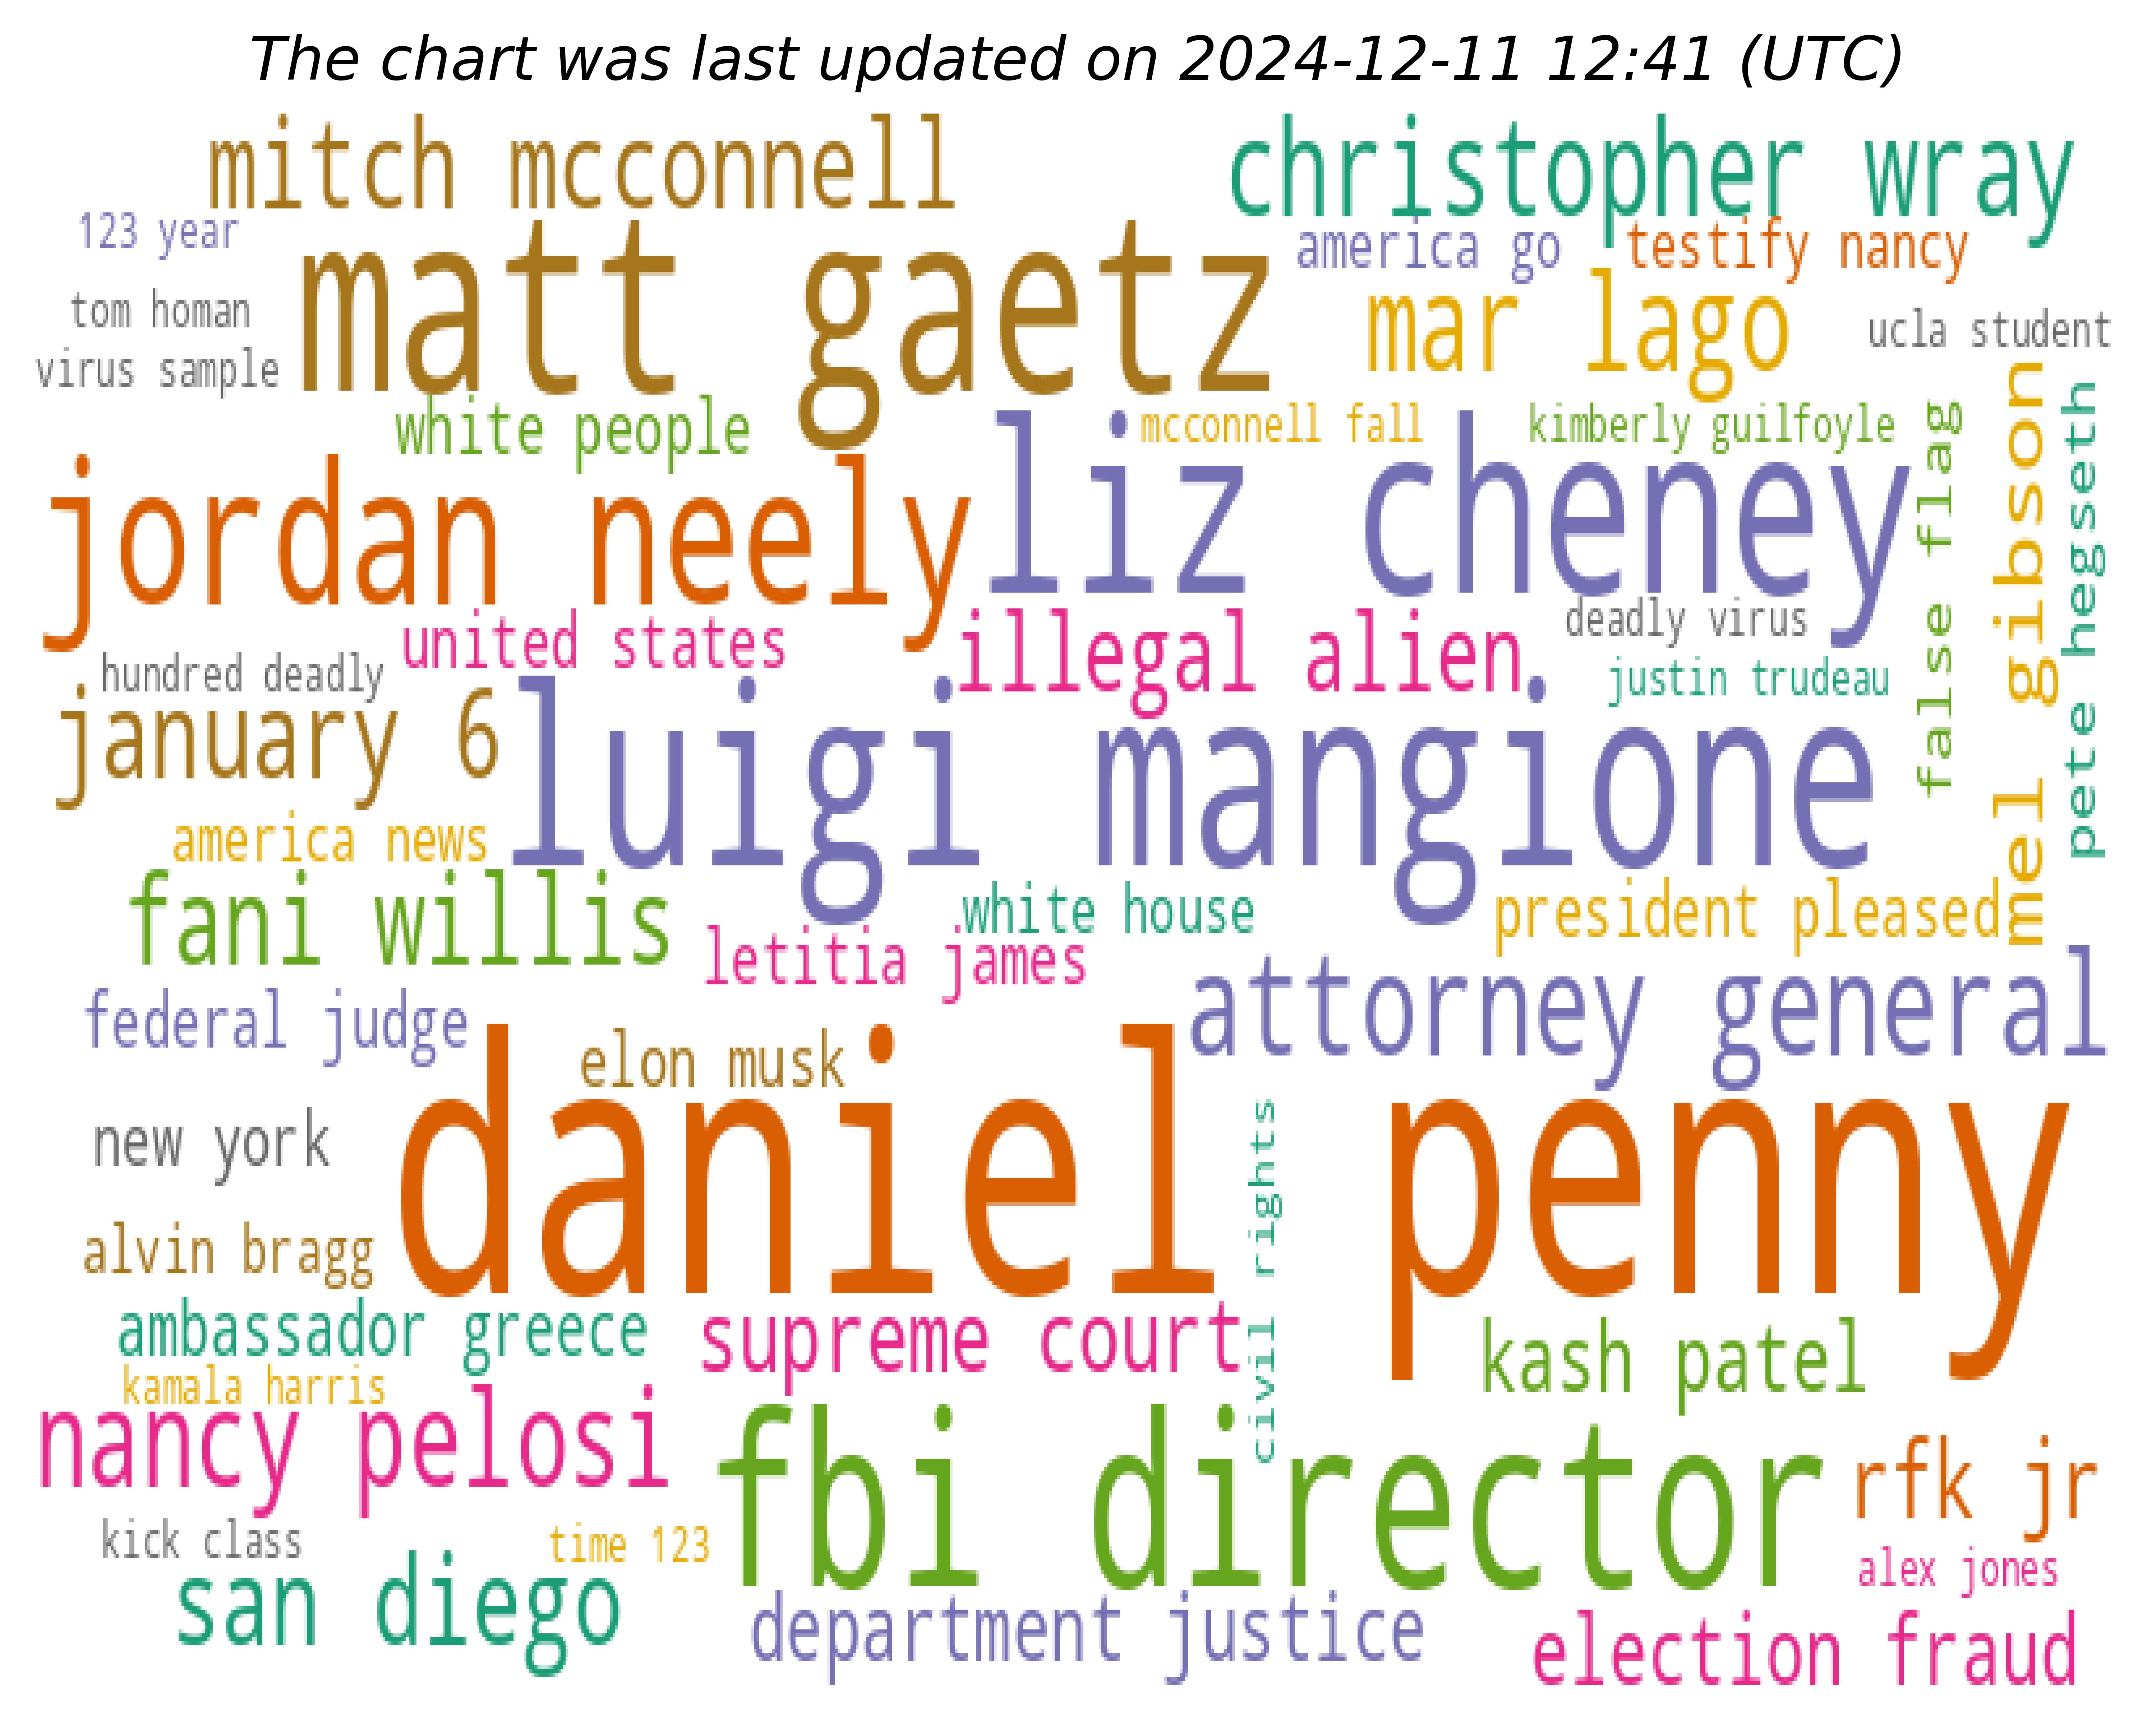 The chart was last updated on 2024-12-11 12:41 (UTC)
mitch mcconnell
christopher wray
123 year
america go
testify nancy
matt gaetz
tom homan
mar lago
ucla student
virus sample
white people
mcconnell fall
kimberly guilfoyle
false flag
mel gibson
pete hegseth
jordan neely
liz cheney
united states
illegal alien
deadly virus
hundred deadly
justin trudeau
january 6
luigi mangione
america news
fani willis
white house
president pleased
letitia james
attorney general
federal judge
elon musk
new york
daniel penny
civil rights
alvin bragg
ambassador greece
supreme court
kash patel
kamala harris
nancy pelosi
fbi director
rfk jr
kick class
time 123
alex jones
san diego
department justice
election fraud